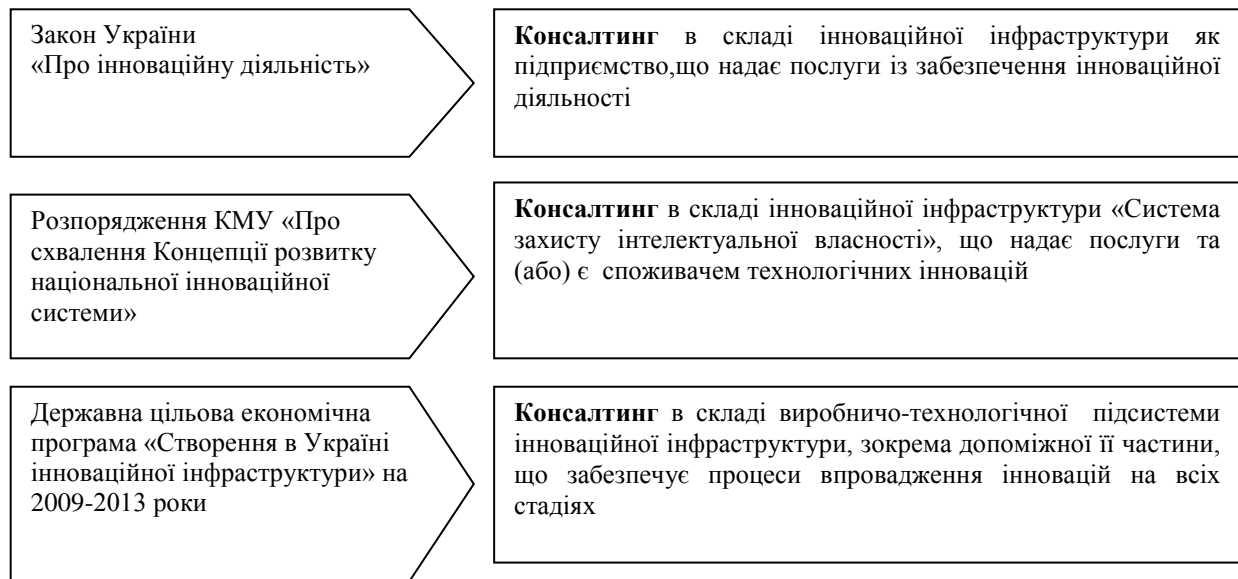 Закон України
«Про інноваційну діяльність»
Консалтинг в складі інноваційної інфраструктури як
підприємство,що надає послуги із забезпечення інноваційної
діяльності
Розпорядження КМУ «Про
схвалення Концепції розвитку
національної інноваційної
системи»
Консалтинг в складі інноваційної інфраструктури «Система
захисту інтелектуальної власності», що надає послуги та
(або) є споживачем технологічних інновацій
Державна цільова економічна
програма «Створення в Україні
інноваційної інфраструктури» на
2009-2013 роки
Консалтинг в складі виробничо-технологічної підсистеми
інноваційної інфраструктури, зокрема допоміжної її частини,
що забезпечує процеси впровадження інновацій на всіх
стадіях